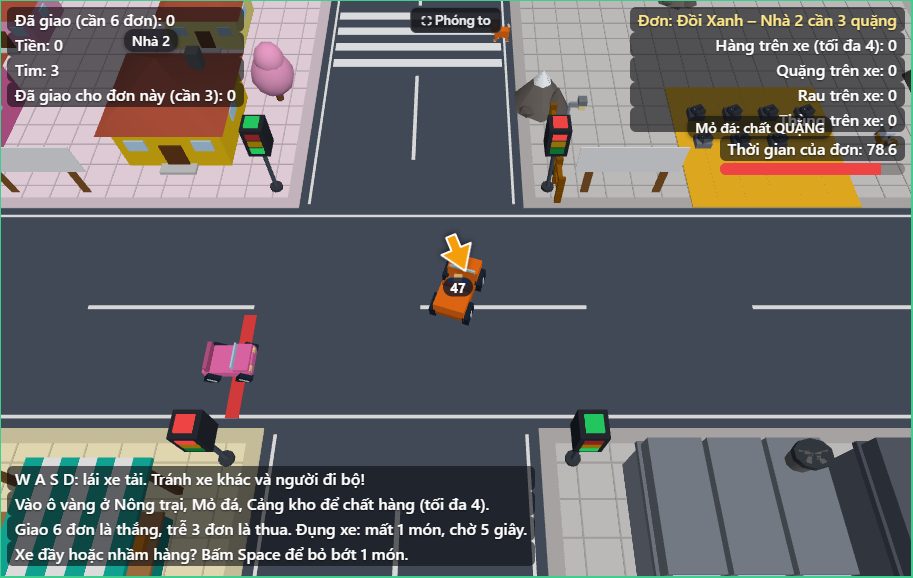 Đã giao (cần 6 đơn): 0
Tiền: 0
Nhà 2
Tim: 3
Đã giao cho đơn này (cần 3): 0
Phóng to
Đơn: Đồi Xanh – Nhà 2 cần 3 quặng
Hàng trên xe (tối đa 4): 0
Quặng trên xe: 0
Rau trên xe: 0
Thùng trên xe: 0
Mỏ đá: chất QUẶNG
Thời gian của đơn: 78.6
47
W A S D: lái xe tải. Tránh xe khác và người đi bộ!
Vào ô vàng ở Nông trại, Mỏ đá, Cảng kho để chất hàng (tối đa 4).
Giao 6 đơn là thắng, trễ 3 đơn là thua. Đụng xe: mất 1 món, chờ 5 giây.
Xe đầy hoặc nhầm hàng? Bấm Space để bỏ bớt 1 món.